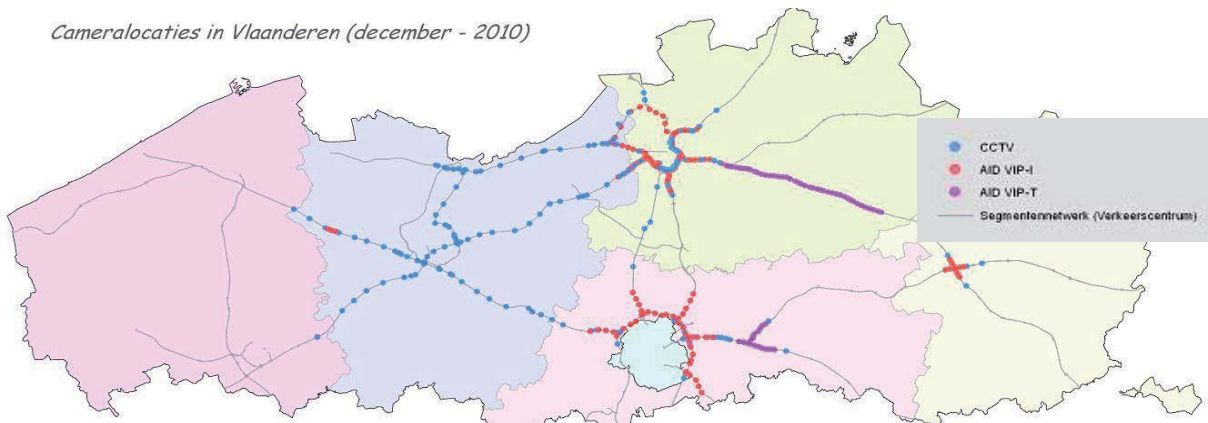 Cameralocaties in Vlaanderen (december - 2010)
CCTV
AID VIP-I
AID VIP-T
Segmentennetwerk (Verkeerscentrum)